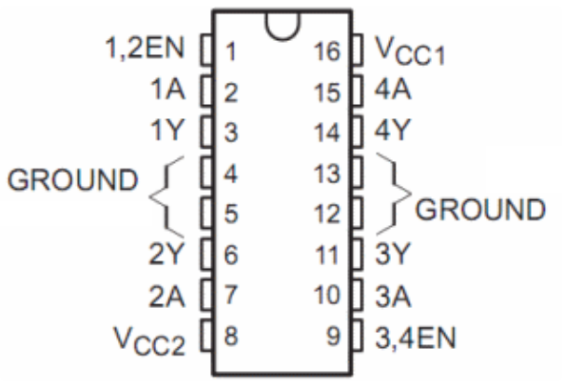 1,2EN 1 16 VCC1
1A 2 15 4A
1Y 3 14 4Y
GROUND 4 13
5 12 GROUND
2Y 6 11 3Y
2A 7 10 3A
VCC2 8 9 3,4EN